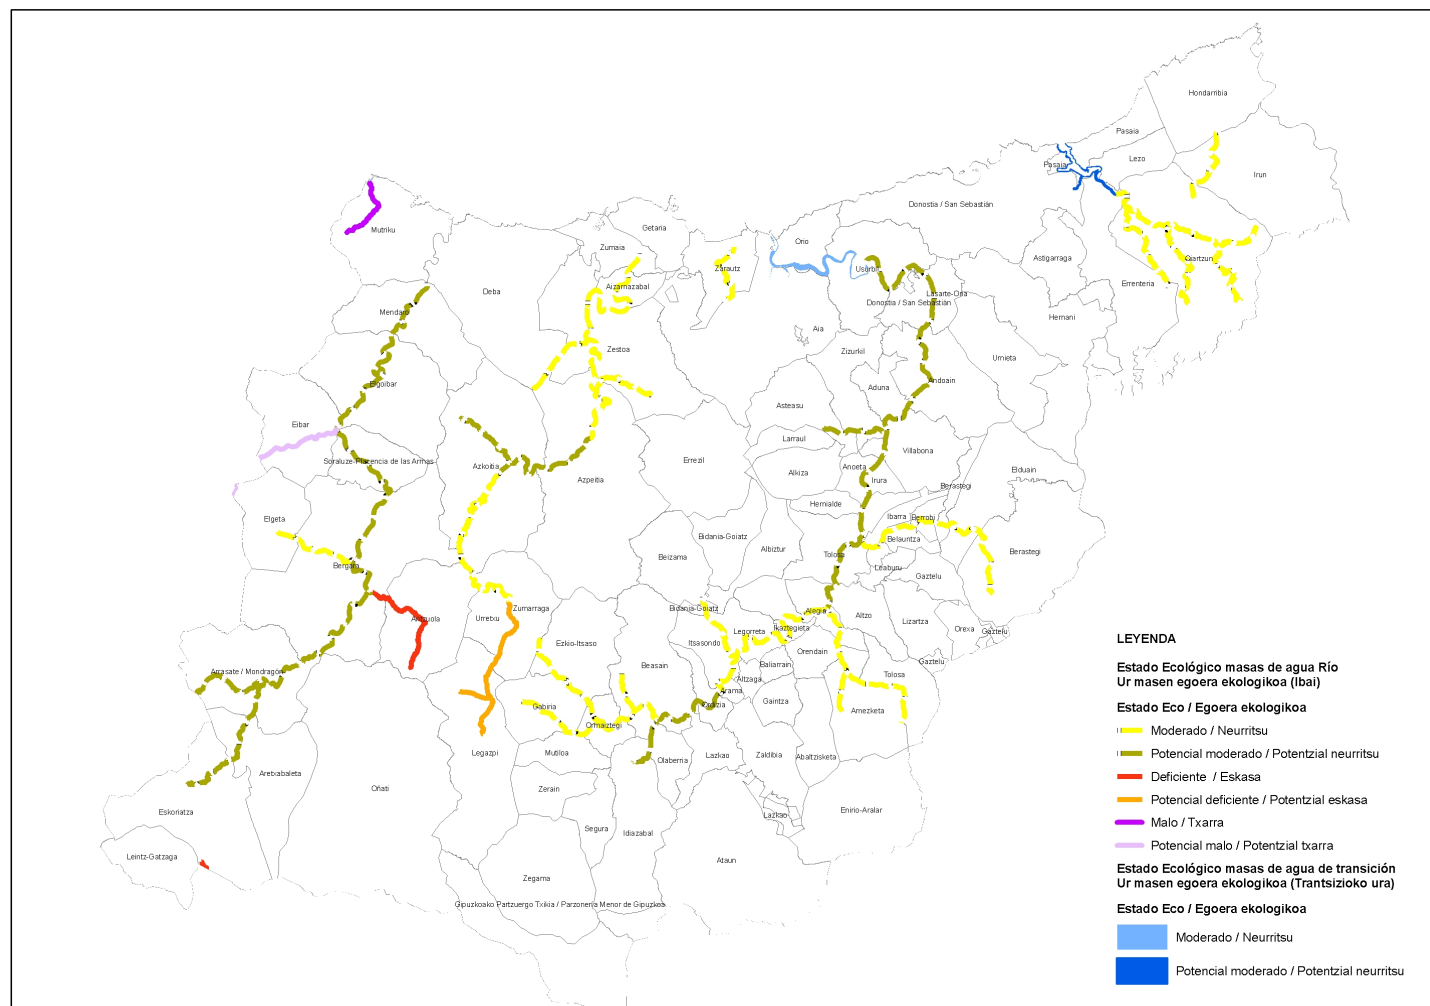 Hondarribia
Pasaia
Lezo
Pasaia
Irun
Donostia / San Sebastián
Mutriku
Getaria
Zumaia
Orio
Zarautz
Usurbil
Astigarraga
Oiartzun
Errenteria
Aizarnazabal
Deba
Lasarte-Oria
Donostia / San Sebastián
Hernani
Mendaro
Aia
Zestoa
Zizurkil
Urnieta
Elgoibar
Aduna
Andoain
Asteasu
Eibar
Larraul
Villabona
Soraluze-Placencia de las Armas
Azkoitia
Errezil
Anoeta
Elduain
Alkiza
Irura
Azpeitia
Berastegi
Hernialde
Elgeta
Ibarra
Berrobi
Bidania-Goiatz
Belauntza
Albiztur
Berastegi
Beizama
Tolosa
Bergara
Leaburu
Gaztelu
Zumarraga
Bidania-Goiatz
Alegia
Altzo
Antzuola
Urretxu
Lizartza
Ikaztegieta
Legorreta
Orexa
Gaztelu
Ezkio-Itsaso
Itsasondo
Orendain
Gaztelu
Beasain
Baliarrain
Arrasate / Mondragón
Tolosa
Altzaga
Arama
Gaintza
Gabiria
Ordizia
Amezketa
Ormaiztegi
Legazpi
Mutiloa
Olaberria
Lazkao
Zaldibia
Abaltzisketa
Aretxabaleta
Oñati
Zerain
Eskoriatza
Enirio-Aralar
Lazkao
Segura
Idiazabal
Leintz-Gatzaga
Ataun
Zegama
Gipuzkoako Partzuergo Txikia / Parzonería Menor de Gipuzkoa
LEYENDA
Estado Ecológico masas de agua Río
Ur masen egoera ekologikoa (Ibai)
Estado Eco / Egoera ekologikoa
Moderado / Neurritsu
Potencial moderado / Potentzial neurritsu
Deficiente / Eskasa
Potencial deficiente / Potentzial eskasa
Malo / Txarra
Potencial malo / Potentzial txarra
Estado Ecológico masas de agua de transición
Ur masen egoera ekologikoa (Trantsizioko ura)
Estado Eco / Egoera ekologikoa
Moderado / Neurritsu
Potencial moderado / Potentzial neurritsu